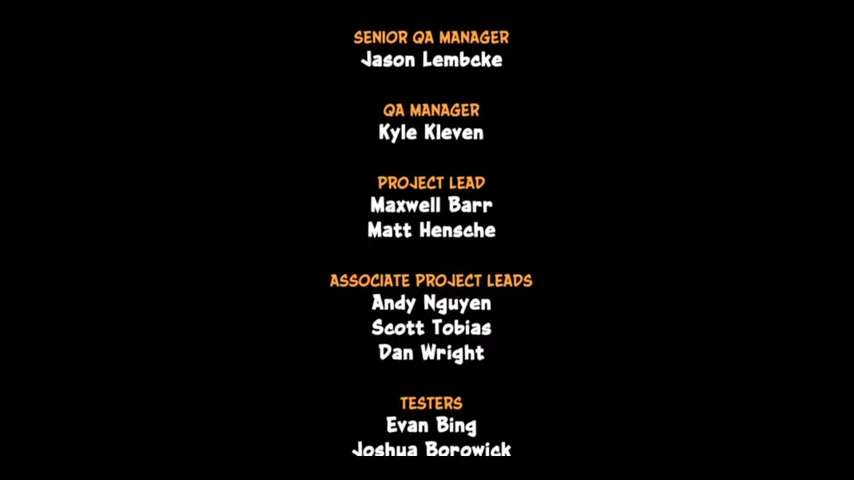 SENIOR QA MANAGER
Jason Lembcke
QA MANAGER
Kyle Kleven
PROJECT LEAD
Maxwell Barr
Matt Hensche
ASSOCIATE PROJECT LEADS
Andy Nguyen
Scott Tobias
Dan Wright
TESTERS
Evan Bing
Joshua Borowick